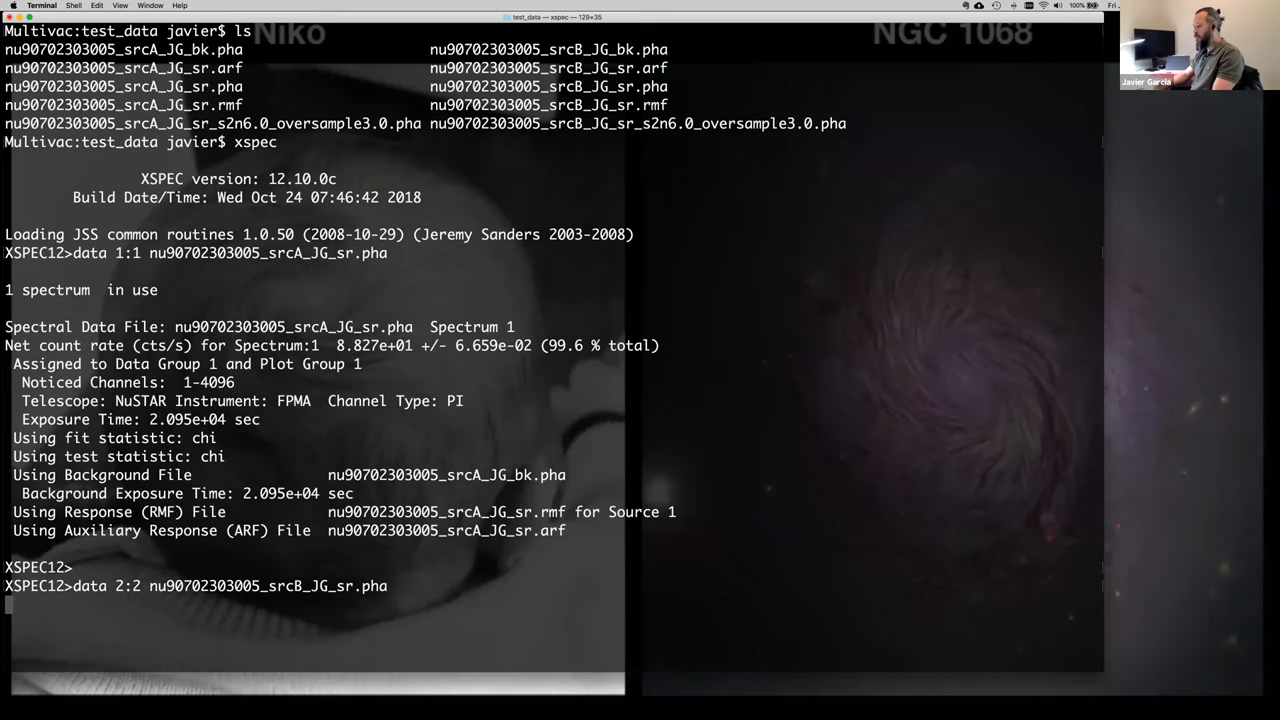 Terminal Shell Edit View Window Help 100% Fri
test_data — xspec — 129×35
Niko NGC 1068
Javier Garcia
Multivac:test_data javier$ ls
nu90702303005_srcA_JG_bk.pha nu90702303005_srcB_JG_bk.pha
nu90702303005_srcA_JG_sr.arf nu90702303005_srcB_JG_sr.arf
nu90702303005_srcA_JG_sr.pha nu90702303005_srcB_JG_sr.pha
nu90702303005_srcA_JG_sr.rmf nu90702303005_srcB_JG_sr.rmf
nu90702303005_srcA_JG_sr_s2n6.0_oversample3.0.pha nu90702303005_srcB_JG_sr_s2n6.0_oversample3.0.pha
Multivac:test_data javier$ xspec
XSPEC version: 12.10.0c
Build Date/Time: Wed Oct 24 07:46:42 2018
Loading JSS common routines 1.0.50 (2008-10-29) (Jeremy Sanders 2003-2008)
XSPEC12>data 1:1 nu90702303005_srcA_JG_sr.pha
1 spectrum in use
Spectral Data File: nu90702303005_srcA_JG_sr.pha Spectrum 1
Net count rate (cts/s) for Spectrum:1 8.827e+01 +/- 6.659e-02 (99.6 % total)
Assigned to Data Group 1 and Plot Group 1
Noticed Channels: 1-4096
Telescope: NuSTAR Instrument: FPMA Channel Type: PI
Exposure Time: 2.095e+04 sec
Using fit statistic: chi
Using test statistic: chi
Using Background File nu90702303005_srcA_JG_bk.pha
Background Exposure Time: 2.095e+04 sec
Using Response (RMF) File nu90702303005_srcA_JG_sr.rmf for Source 1
Using Auxiliary Response (ARF) File nu90702303005_srcA_JG_sr.arf
XSPEC12>
XSPEC12>data 2:2 nu90702303005_srcB_JG_sr.pha